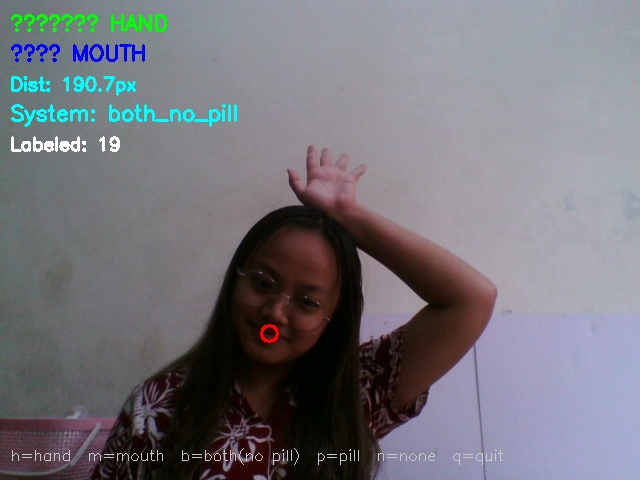 ??????? HAND
???? MOUTH
Dist: 190.7px
System: both_no_pill
Labeled: 19
h=hand m=mouth b=both(no pill) p=pill n=none q=quit